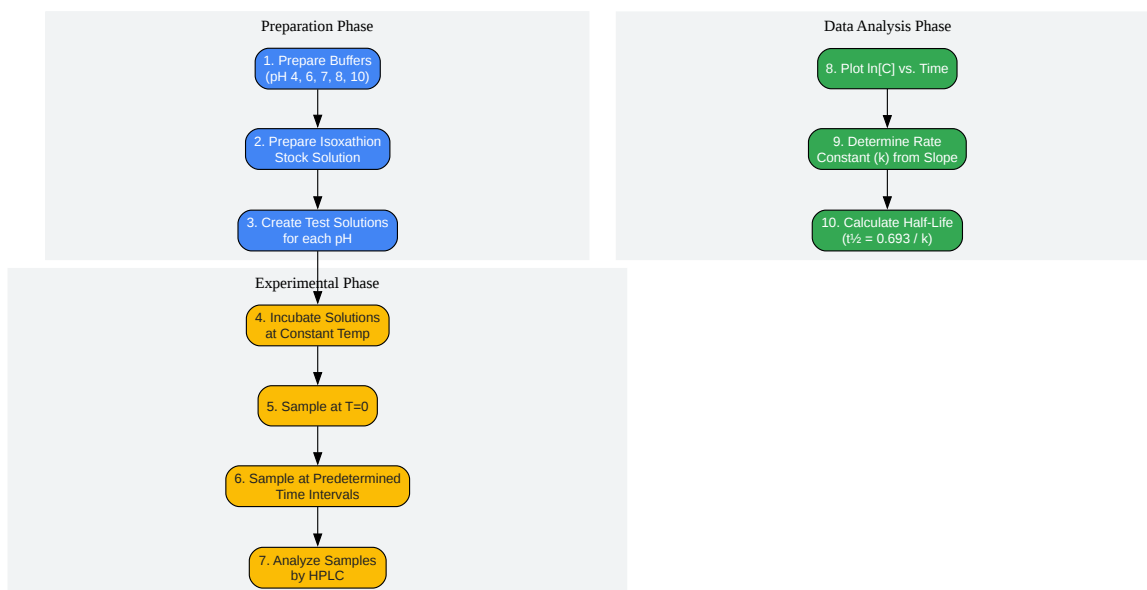 Preparation Phase
1. Prepare Buffers
(pH 4, 6, 7, 8, 10)
2. Prepare Isoxathion
Stock Solution
3. Create Test Solutions
for each pH
Experimental Phase
4. Incubate Solutions
at Constant Temp
5. Sample at T=0
6. Sample at Predetermined
Time Intervals
7. Analyze Samples
by HPLC
Data Analysis Phase
8. Plot ln[C] vs. Time
9. Determine Rate
Constant (k) from Slope
10. Calculate Half-Life
(t½ = 0.693 / k)